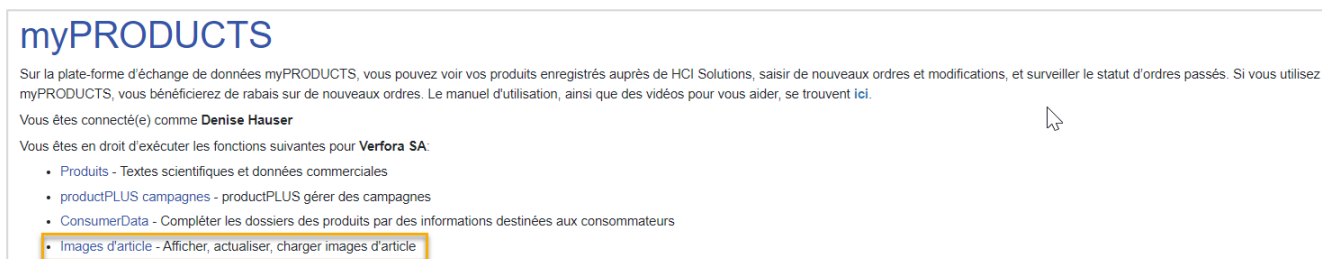 myPRODUCTS
Sur la plate-forme d'échange de données myPRODUCTS, vous pouvez voir vos produits enregistrés auprès de HCI Solutions, saisir de nouveaux ordres et modifications, et surveiller le statut d'ordres passés. Si vous utilisez
myPRODUCTS, vous bénéficierez de rabais sur de nouveaux ordres. Le manuel d'utilisation, ainsi que des vidéos pour vous aider, se trouvent ici.
Vous êtes connecté(e) comme Denise Hauser
Vous êtes en droit d'exécuter les fonctions suivantes pour Verfora SA:
• Produits - Textes scientifiques et données commerciales
• productPLUS campagnes - productPLUS gérer des campagnes
• ConsumerData - Compléter les dossiers des produits par des informations destinées aux consommateurs
• Images d'article - Afficher, actualiser, charger images d'article